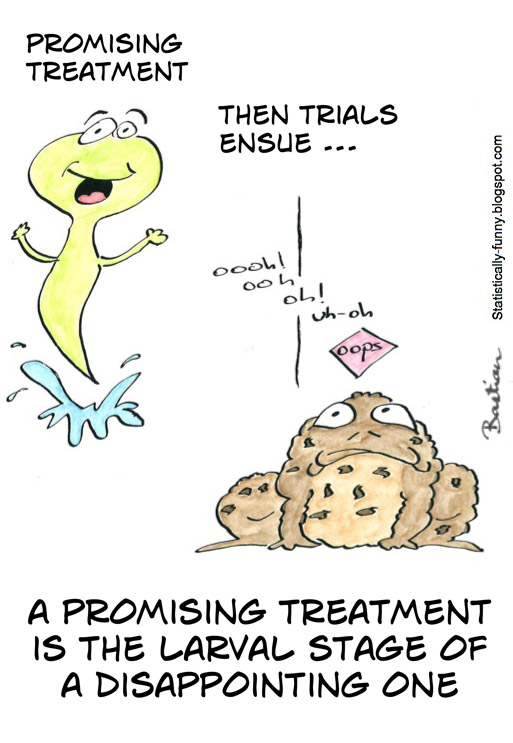 PROMISING
TREATMENT
THEN TRIALS
ENSUE ...
oooh!
ooh
oh!
uh-oh
oops
Statistically-funny.blogspot.com
Bastian
A PROMISING TREATMENT
IS THE LARVAL STAGE OF
A DISAPPOINTING ONE